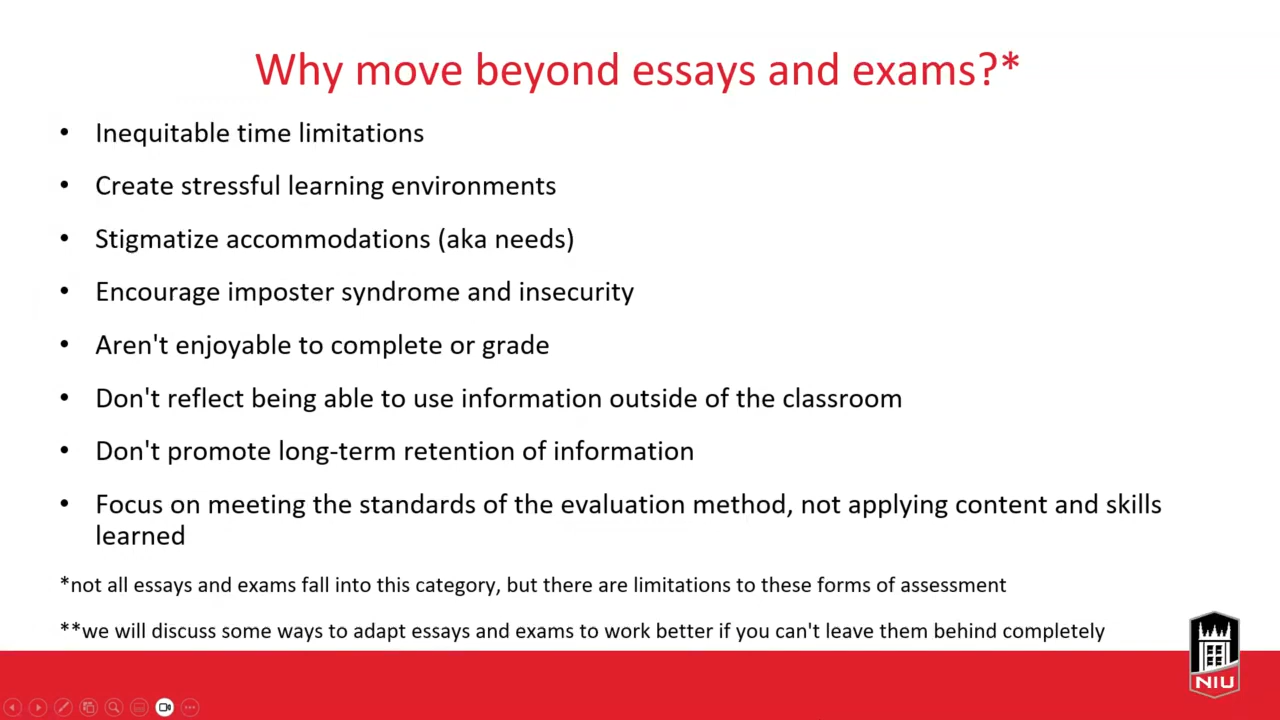 Why move beyond essays and exams?*
• Inequitable time limitations
• Create stressful learning environments
• Stigmatize accommodations (aka needs)
• Encourage imposter syndrome and insecurity
• Aren't enjoyable to complete or grade
• Don't reflect being able to use information outside of the classroom
• Don't promote long-term retention of information
• Focus on meeting the standards of the evaluation method, not applying content and skills
learned
*not all essays and exams fall into this category, but there are limitations to these forms of assessment
**we will discuss some ways to adapt essays and exams to work better if you can't leave them behind completely
NIU